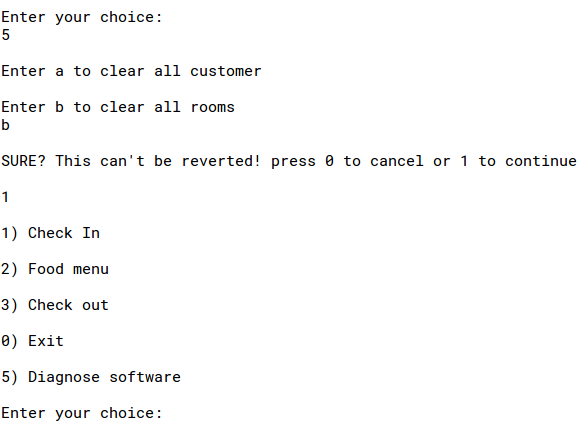 Enter your choice:
5
Enter a to clear all customer
Enter b to clear all rooms
b
SURE? This can't be reverted! press 0 to cancel or 1 to continue
1
1) Check In
2) Food menu
3) Check out
0) Exit
5) Diagnose software
Enter your choice: